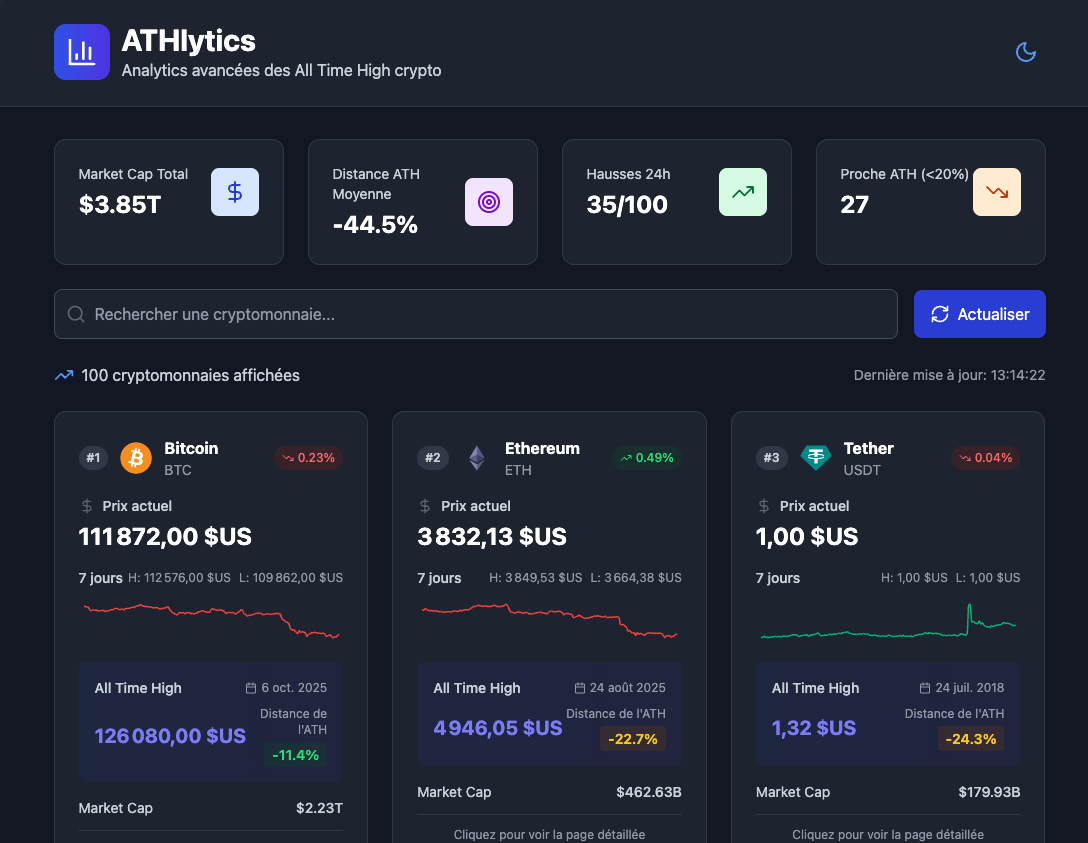 ATHlytics
Analytics avancées des All Time High crypto
Market Cap Total
$3.85T
Distance ATH
Moyenne
-44.5%
Hausses 24h
35/100
Proche ATH (<20%)
27
Rechercher une cryptomonnaie...
Actualiser
100 cryptomonnaies affichées
Dernière mise à jour: 13:14:22
#1
Bitcoin
BTC
0.23%
Prix actuel
111 872,00 $US
7 jours H: 112 576,00 $US L: 109 862,00 $US
All Time High
6 oct. 2025
126 080,00 $US
Distance de
l'ATH
-11.4%
Market Cap $2.23T
#2
Ethereum
ETH
0.49%
Prix actuel
3 832,13 $US
7 jours H: 3 849,53 $US L: 3 664,38 $US
All Time High
24 août 2025
4 946,05 $US
Distance de l'ATH
-22.7%
Market Cap $462.63B
Cliquez pour voir la page détaillée
#3
Tether
USDT
0.04%
Prix actuel
1,00 $US
7 jours H: 1,00 $US L: 1,00 $US
All Time High
24 juil. 2018
1,32 $US
Distance de l'ATH
-24.3%
Market Cap $179.93B
Cliquez pour voir la page détaillée